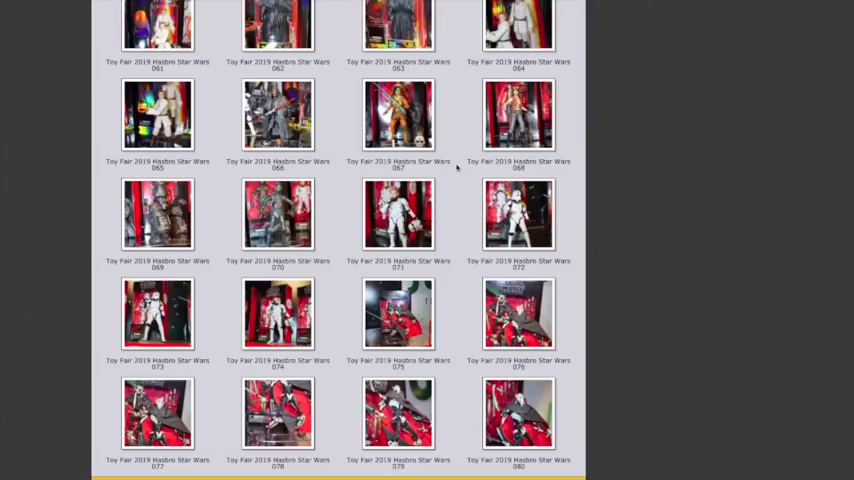 Toy Fair 2019 Hasbro Star Wars
061
Toy Fair 2019 Hasbro Star Wars
062
Toy Fair 2019 Hasbro Star Wars
063
Toy Fair 2019 Hasbro Star Wars
064
Toy Fair 2019 Hasbro Star Wars
065
Toy Fair 2019 Hasbro Star Wars
066
Toy Fair 2019 Hasbro Star Wars
067
Toy Fair 2019 Hasbro Star Wars
068
Toy Fair 2019 Hasbro Star Wars
069
Toy Fair 2019 Hasbro Star Wars
070
Toy Fair 2019 Hasbro Star Wars
071
Toy Fair 2019 Hasbro Star Wars
072
Toy Fair 2019 Hasbro Star Wars
073
Toy Fair 2019 Hasbro Star Wars
074
Toy Fair 2019 Hasbro Star Wars
075
Toy Fair 2019 Hasbro Star Wars
076
Toy Fair 2019 Hasbro Star Wars
077
Toy Fair 2019 Hasbro Star Wars
078
Toy Fair 2019 Hasbro Star Wars
079
Toy Fair 2019 Hasbro Star Wars
080